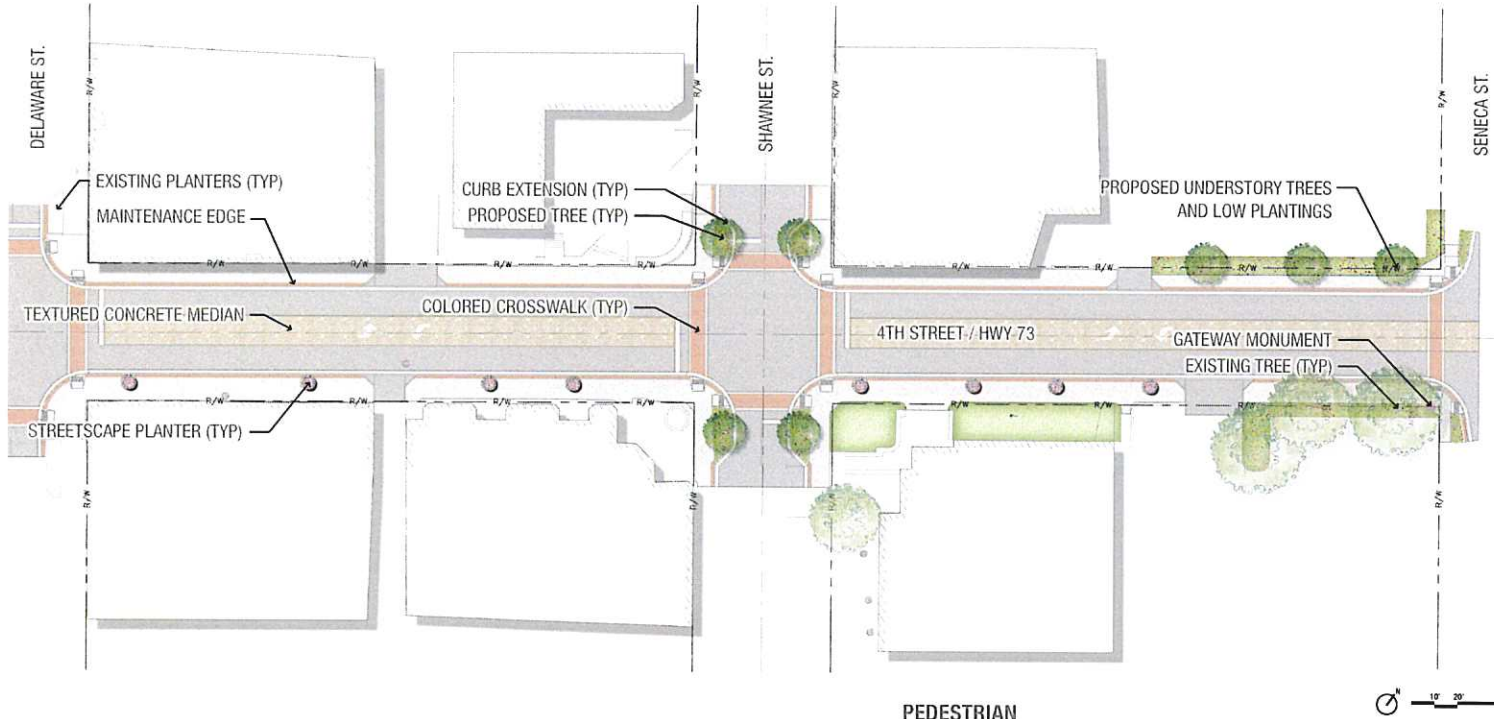 DELAWARE ST.
SHAWNEE ST.
SENECA ST.
R/W
R/W
R/W
R/W
EXISTING PLANTERS (TYP)
MAINTENANCE EDGE
CURB EXTENSION (TYP)
PROPOSED TREE (TYP)
PROPOSED UNDERSTORY TREES
AND LOW PLANTINGS
R/W
R/W
R/W
R/W
R/W
R/W
R/W
R/W
R/W
TEXTURED CONCRETE MEDIAN
COLORED CROSSWALK (TYP)
4TH STREET / HWY 73
GATEWAY MONUMENT
EXISTING TREE (TYP)
R/W
R/W
R/W
R/W
R/W
R/W
STREETSCAPE PLANTER (TYP)
R/W
R/W
R/W
R/W
PEDESTRIAN
N
10' 20'